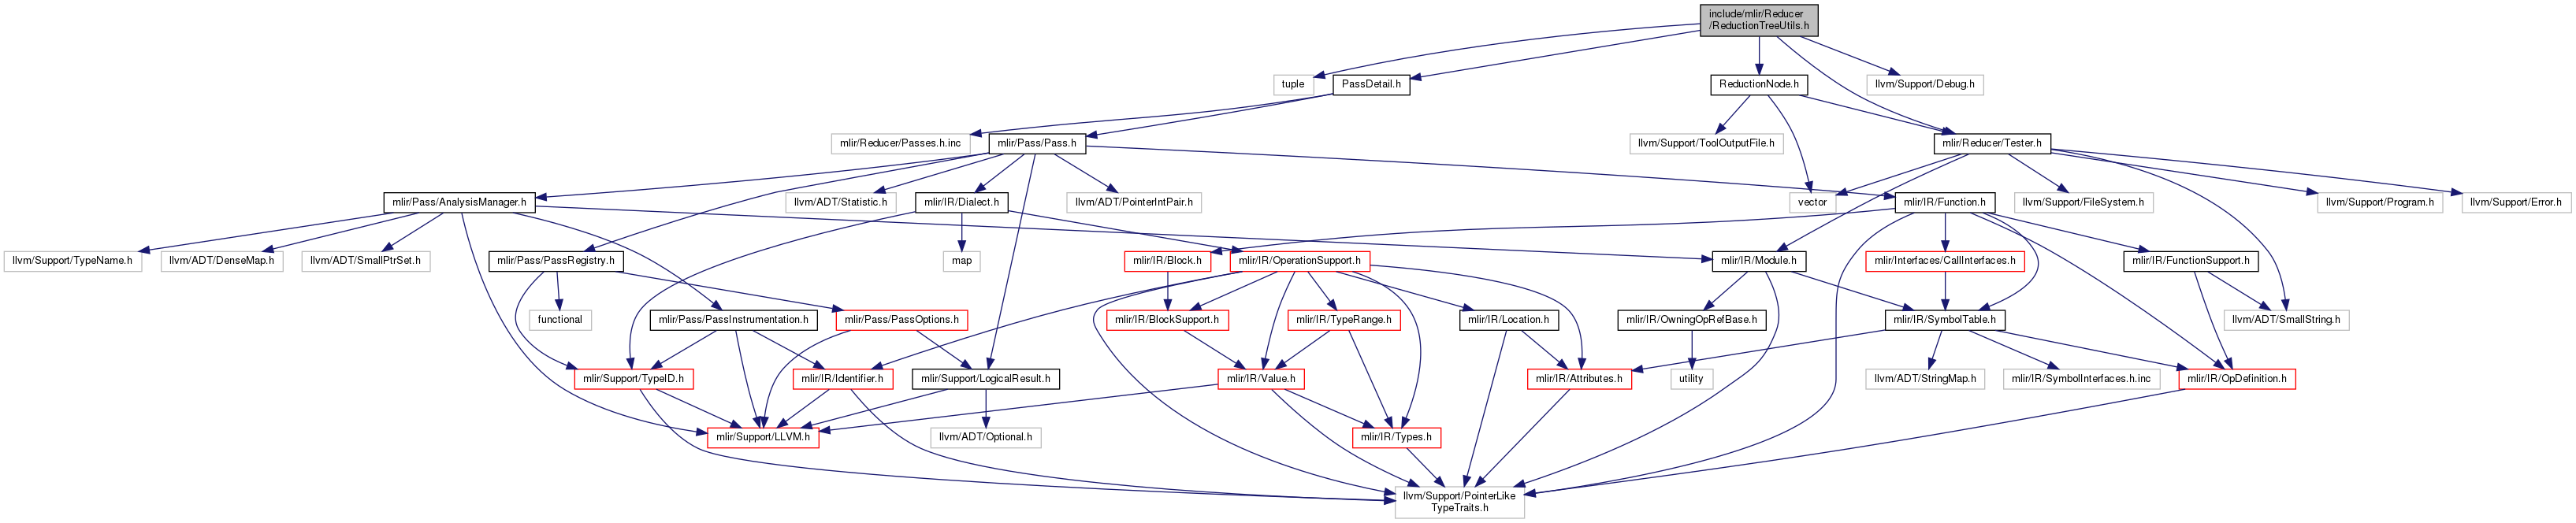 include/mlir/Reducer
/ReductionTreeUtils.h
tuple
PassDetail.h
ReductionNode.h
llvm/Support/Debug.h
mlir/Reducer/Passes.h.inc
mlir/Pass/Pass.h
llvm/Support/ToolOutputFile.h
mlir/Reducer/Tester.h
mlir/Pass/AnalysisManager.h
llvm/ADT/Statistic.h
mlir/IR/Dialect.h
llvm/ADT/PointerIntPair.h
vector
mlir/IR/Function.h
llvm/Support/FileSystem.h
llvm/Support/Program.h
llvm/Support/Error.h
llvm/Support/TypeName.h
llvm/ADT/DenseMap.h
llvm/ADT/SmallPtrSet.h
mlir/Pass/PassRegistry.h
map
mlir/IR/Block.h
mlir/IR/OperationSupport.h
mlir/IR/Module.h
mlir/Interfaces/CallInterfaces.h
mlir/IR/FunctionSupport.h
functional
mlir/Pass/PassInstrumentation.h
mlir/Pass/PassOptions.h
mlir/IR/BlockSupport.h
mlir/IR/TypeRange.h
mlir/IR/Location.h
mlir/IR/OwningOpRefBase.h
mlir/IR/SymbolTable.h
llvm/ADT/SmallString.h
mlir/Support/TypeID.h
mlir/IR/Identifier.h
mlir/Support/LogicalResult.h
mlir/IR/Value.h
mlir/IR/Attributes.h
utility
llvm/ADT/StringMap.h
mlir/IR/SymbolInterfaces.h.inc
mlir/IR/OpDefinition.h
mlir/Support/LLVM.h
llvm/ADT/Optional.h
mlir/IR/Types.h
llvm/Support/PointerLike
TypeTraits.h